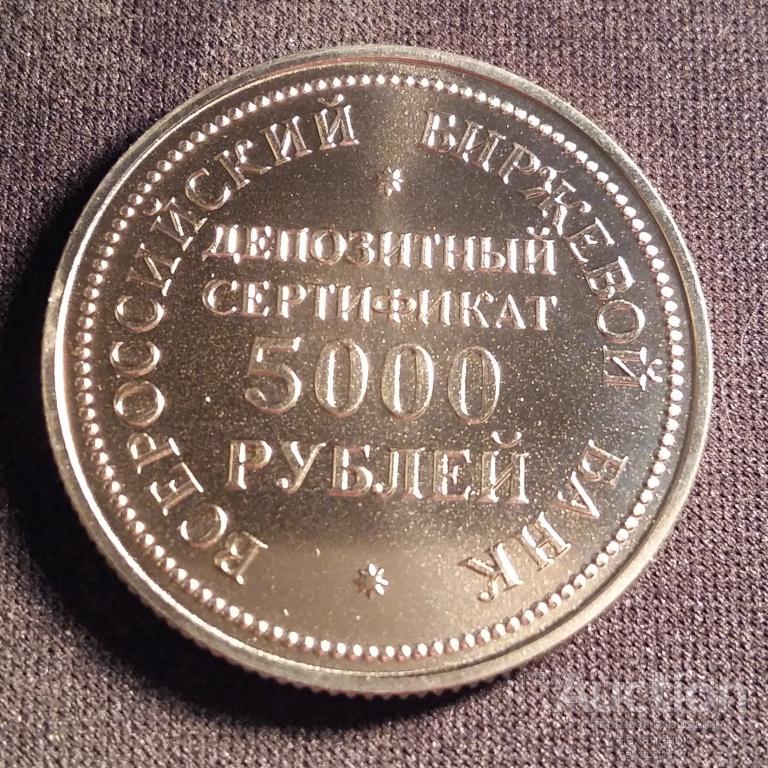 ВСЕРОССИЙСКИЙ БИРЖЕВОЙ БАНК
ДЕПОЗИТНЫЙ
СЕРТИФИКАТ
5000
РУБЛЕЙ
Auction